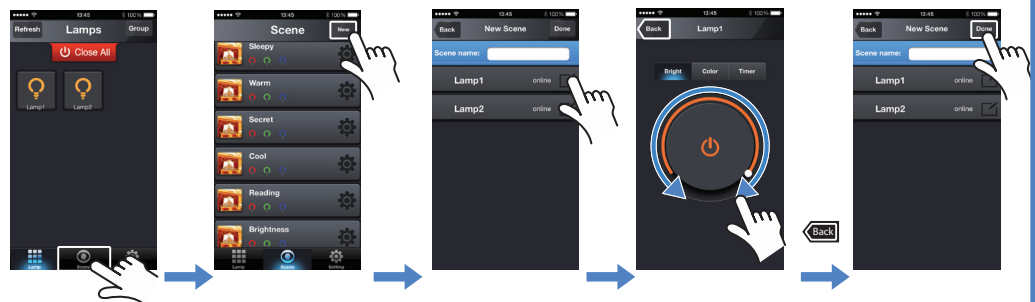 13:45
100%
Refresh
Lamps
Group
Close All
Lamp1
Lamp2
Lamp
Scene
13:45
100%
Scene
New
Sleepy
Warm
Secret
Cool
Reading
Brightness
Lamp
Scene
Setting
13:45
100%
Back
New Scene
Done
Scene name:
Lamp1
online
Lamp2
online
13:45
100%
Back
Lamp1
Bright
Color
Timer
Back
13:45
100%
Back
New Scene
Done
Scene name:
Lamp1
online
Lamp2
online